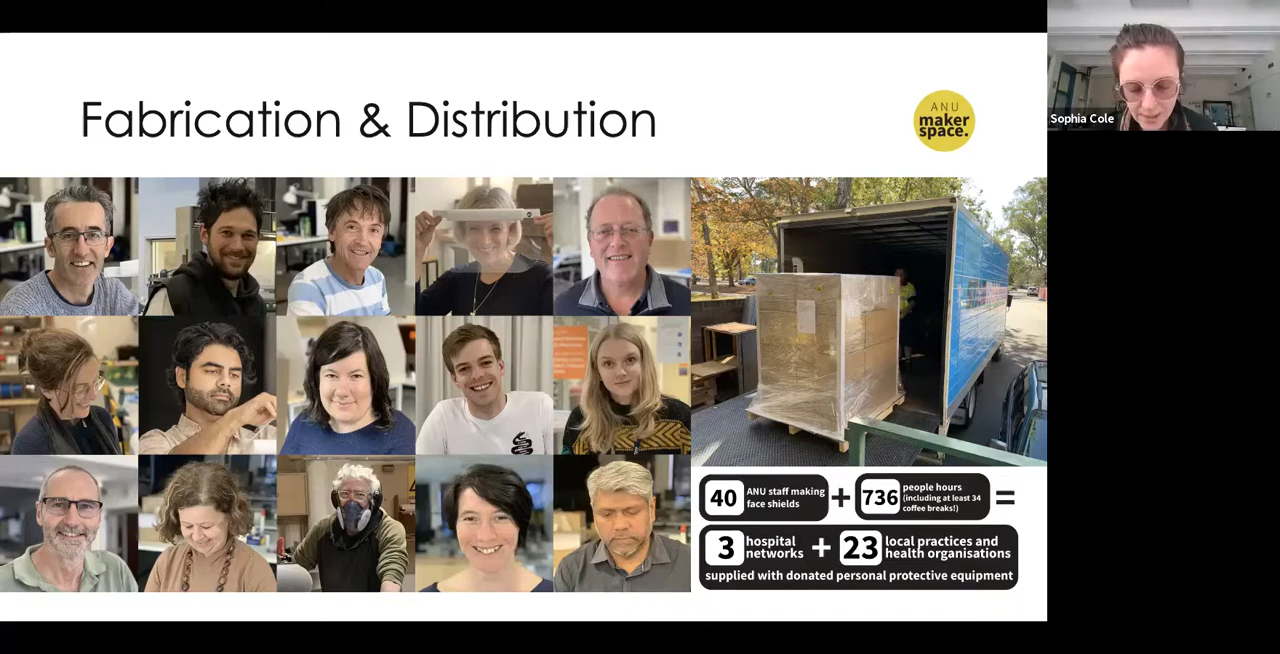 Fabrication & Distribution
ANU
maker
space.
Sophia Cole
40 ANU staff making
face shields
+
736 people hours
(including at least 34
coffee breaks!)
=
3 hospital
networks
+
23 local practices and
health organisations
supplied with donated personal protective equipment